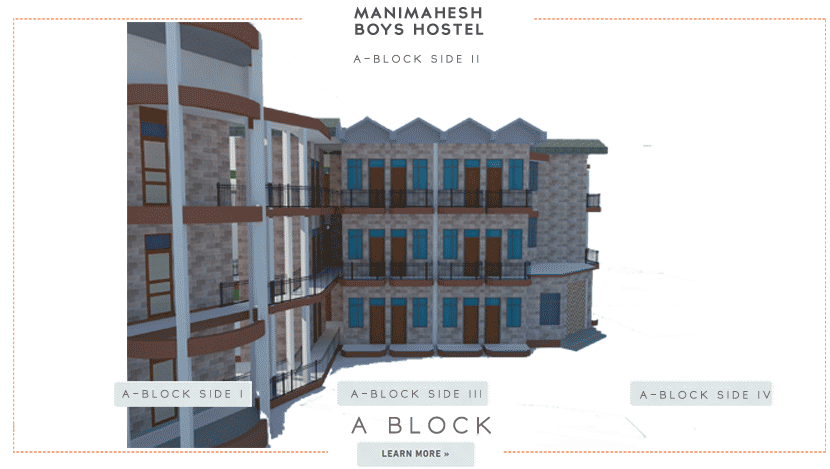 MANIMAHESH
BOYS HOSTEL
A-BLOCK SIDE II
A-BLOCK SIDE I
A-BLOCK SIDE III
A-BLOCK SIDE IV
A BLOCK
LEARN MORE »